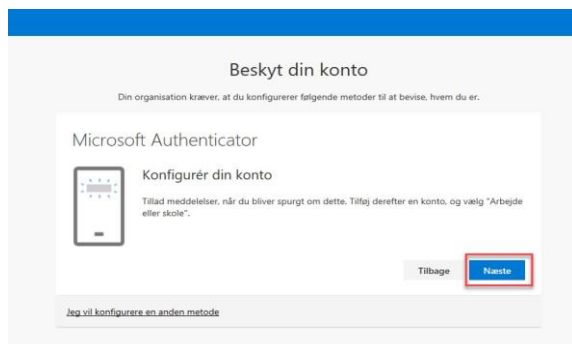 Beskyt din konto
Din organisation kræver, at du konfigurerer følgende metoder til at bevise, hvem du er.
Microsoft Authenticator
Konfigurér din konto
Tillad meddelelser, når du bliver spurgt om dette. Tilføj derefter en konto, og vælg "Arbejde
eller skole".
Tilbage
Næste
Jeg vil konfigurere en anden metode